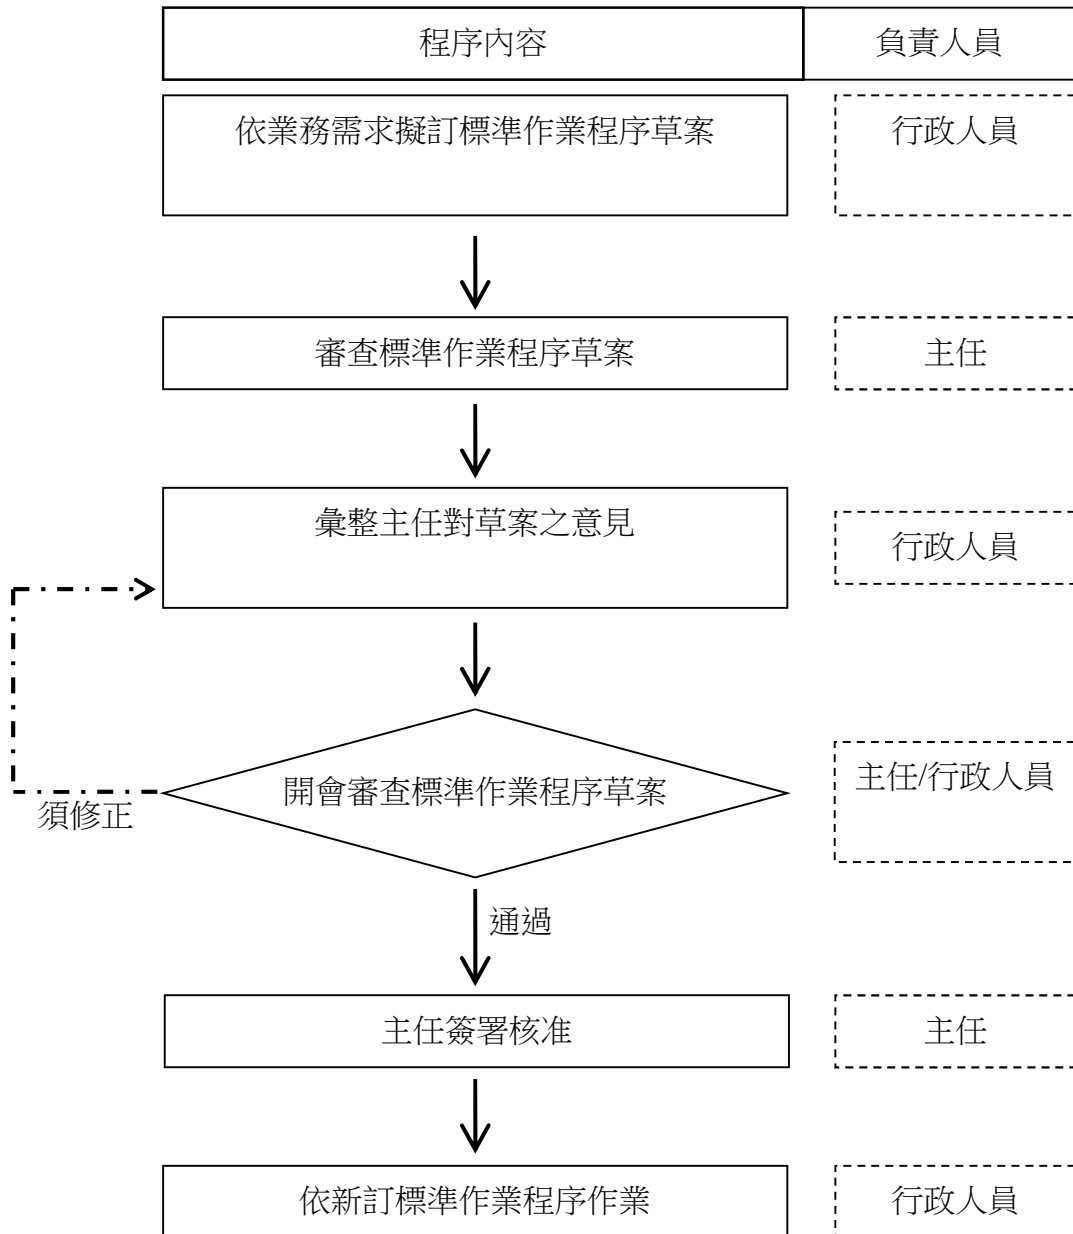 程序內容
負責人員
依業務需求擬訂標準作業程序草案
行政人員
審查標準作業程序草案
主任
彙整主任對草案之意見
行政人員
開會審查標準作業程序草案
主任/行政人員
須修正
通過
主任簽署核准
主任
依新訂標準作業程序作業
行政人員